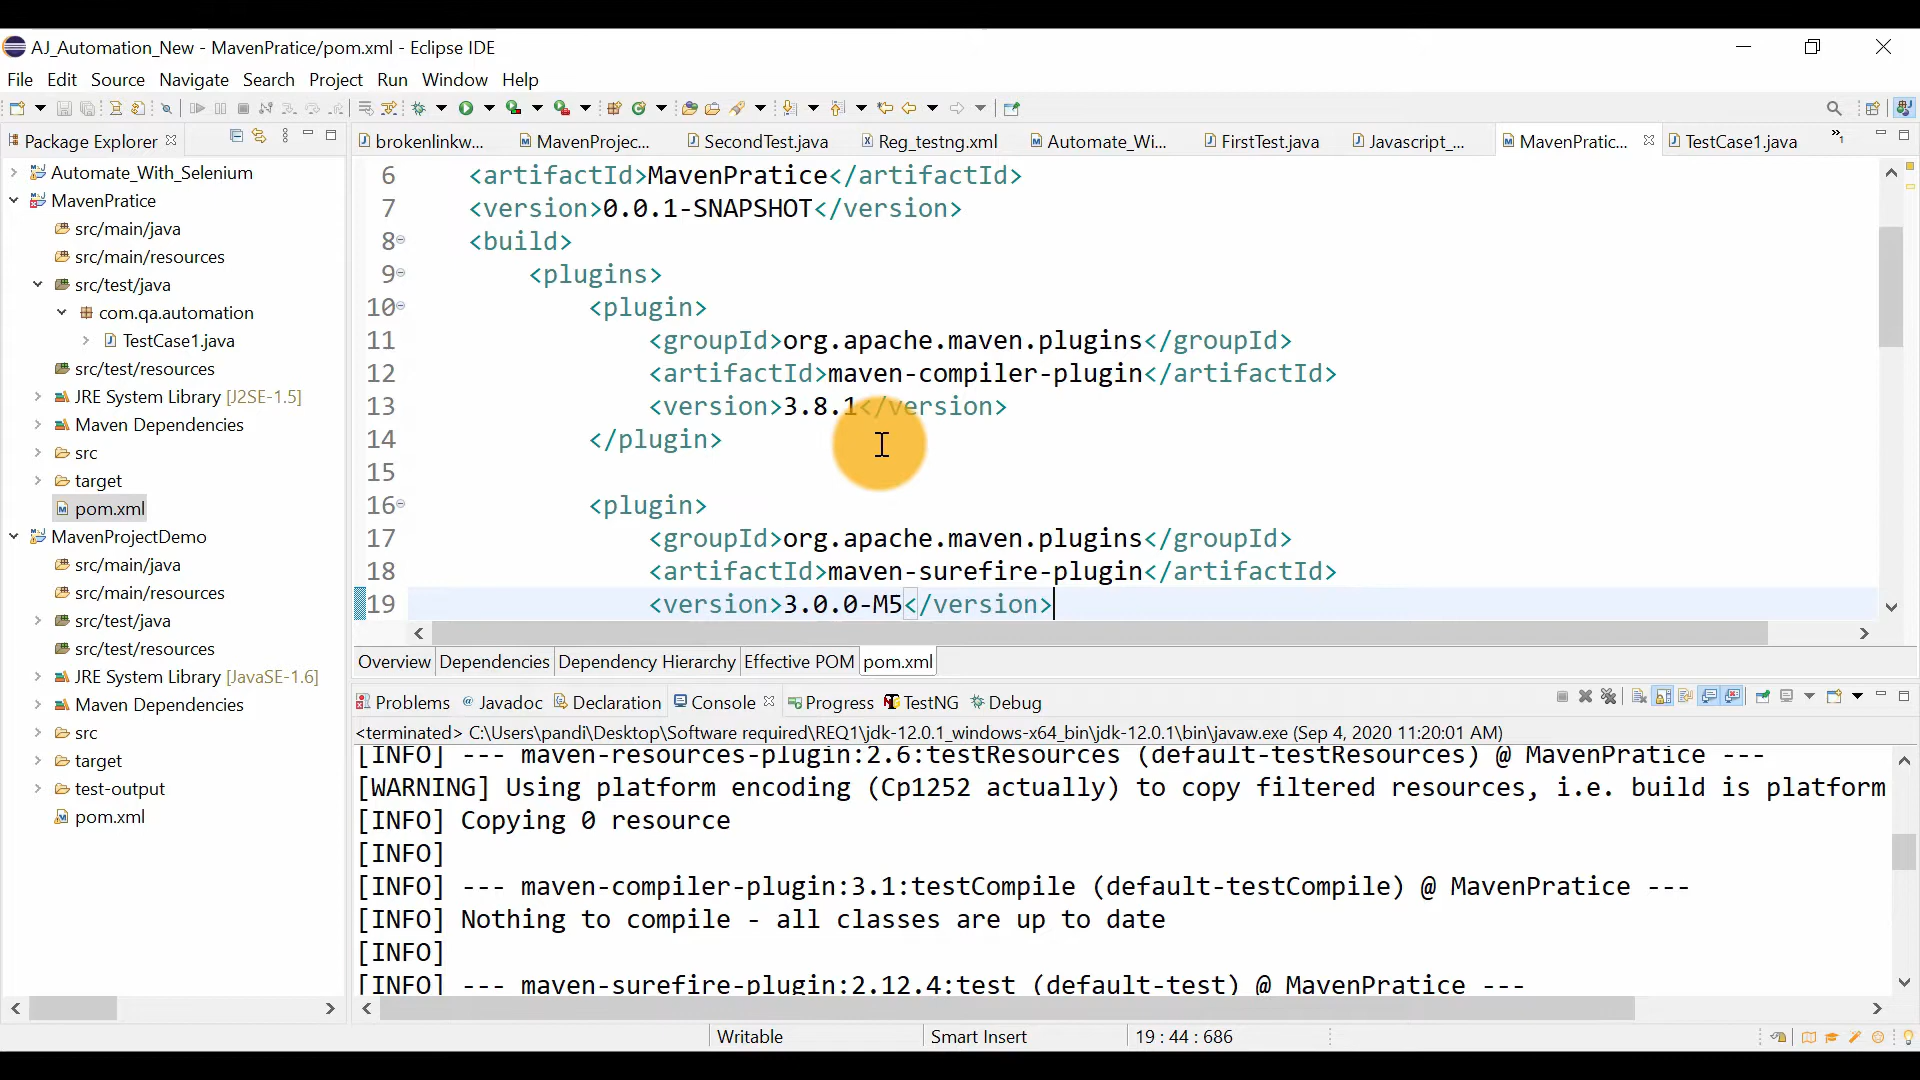 AJ_Automation_New - MavenPratice/pom.xml - Eclipse IDE
File Edit Source Navigate Search Project Run Window Help
Package Explorer
Automate_With_Selenium
MavenPratice
src/main/java
src/main/resources
src/test/java
com.qa.automation
TestCase1.java
src/test/resources
JRE System Library [J2SE-1.5]
Maven Dependencies
src
target
pom.xml
MavenProjectDemo
src/main/java
src/main/resources
src/test/java
src/test/resources
JRE System Library [JavaSE-1.6]
Maven Dependencies
src
target
test-output
pom.xml
brokenlinkw... MavenProjec... SecondTest.java Reg_testng.xml Automate_Wi... FirstTest.java Javascript_... MavenPratic... TestCase1.java »1
6 <artifactId>MavenPratice</artifactId>
7 <version>0.0.1-SNAPSHOT</version>
8 <build>
9 <plugins>
10 <plugin>
11 <groupId>org.apache.maven.plugins</groupId>
12 <artifactId>maven-compiler-plugin</artifactId>
13 <version>3.8.1</version>
14 </plugin>
15
16 <plugin>
17 <groupId>org.apache.maven.plugins</groupId>
18 <artifactId>maven-surefire-plugin</artifactId>
19 <version>3.0.0-M5</version>
Overview Dependencies Dependency Hierarchy Effective POM pom.xml
Problems Javadoc Declaration Console Progress TestNG Debug
<terminated> C:\Users\pandi\Desktop\Software required\REQ1\jdk-12.0.1_windows-x64_bin\jdk-12.0.1\bin\javaw.exe (Sep 4, 2020 11:20:01 AM)
[INFO] --- maven-resources-plugin:2.6:testResources (default-testResources) @ MavenPratice ---
[WARNING] Using platform encoding (Cp1252 actually) to copy filtered resources, i.e. build is platform
[INFO] Copying 0 resource
[INFO]
[INFO] --- maven-compiler-plugin:3.1:testCompile (default-testCompile) @ MavenPratice ---
[INFO] Nothing to compile - all classes are up to date
[INFO]
[INFO] --- maven-surefire-plugin:2.12.4:test (default-test) @ MavenPratice ---
Writable Smart Insert 19 : 44 : 686